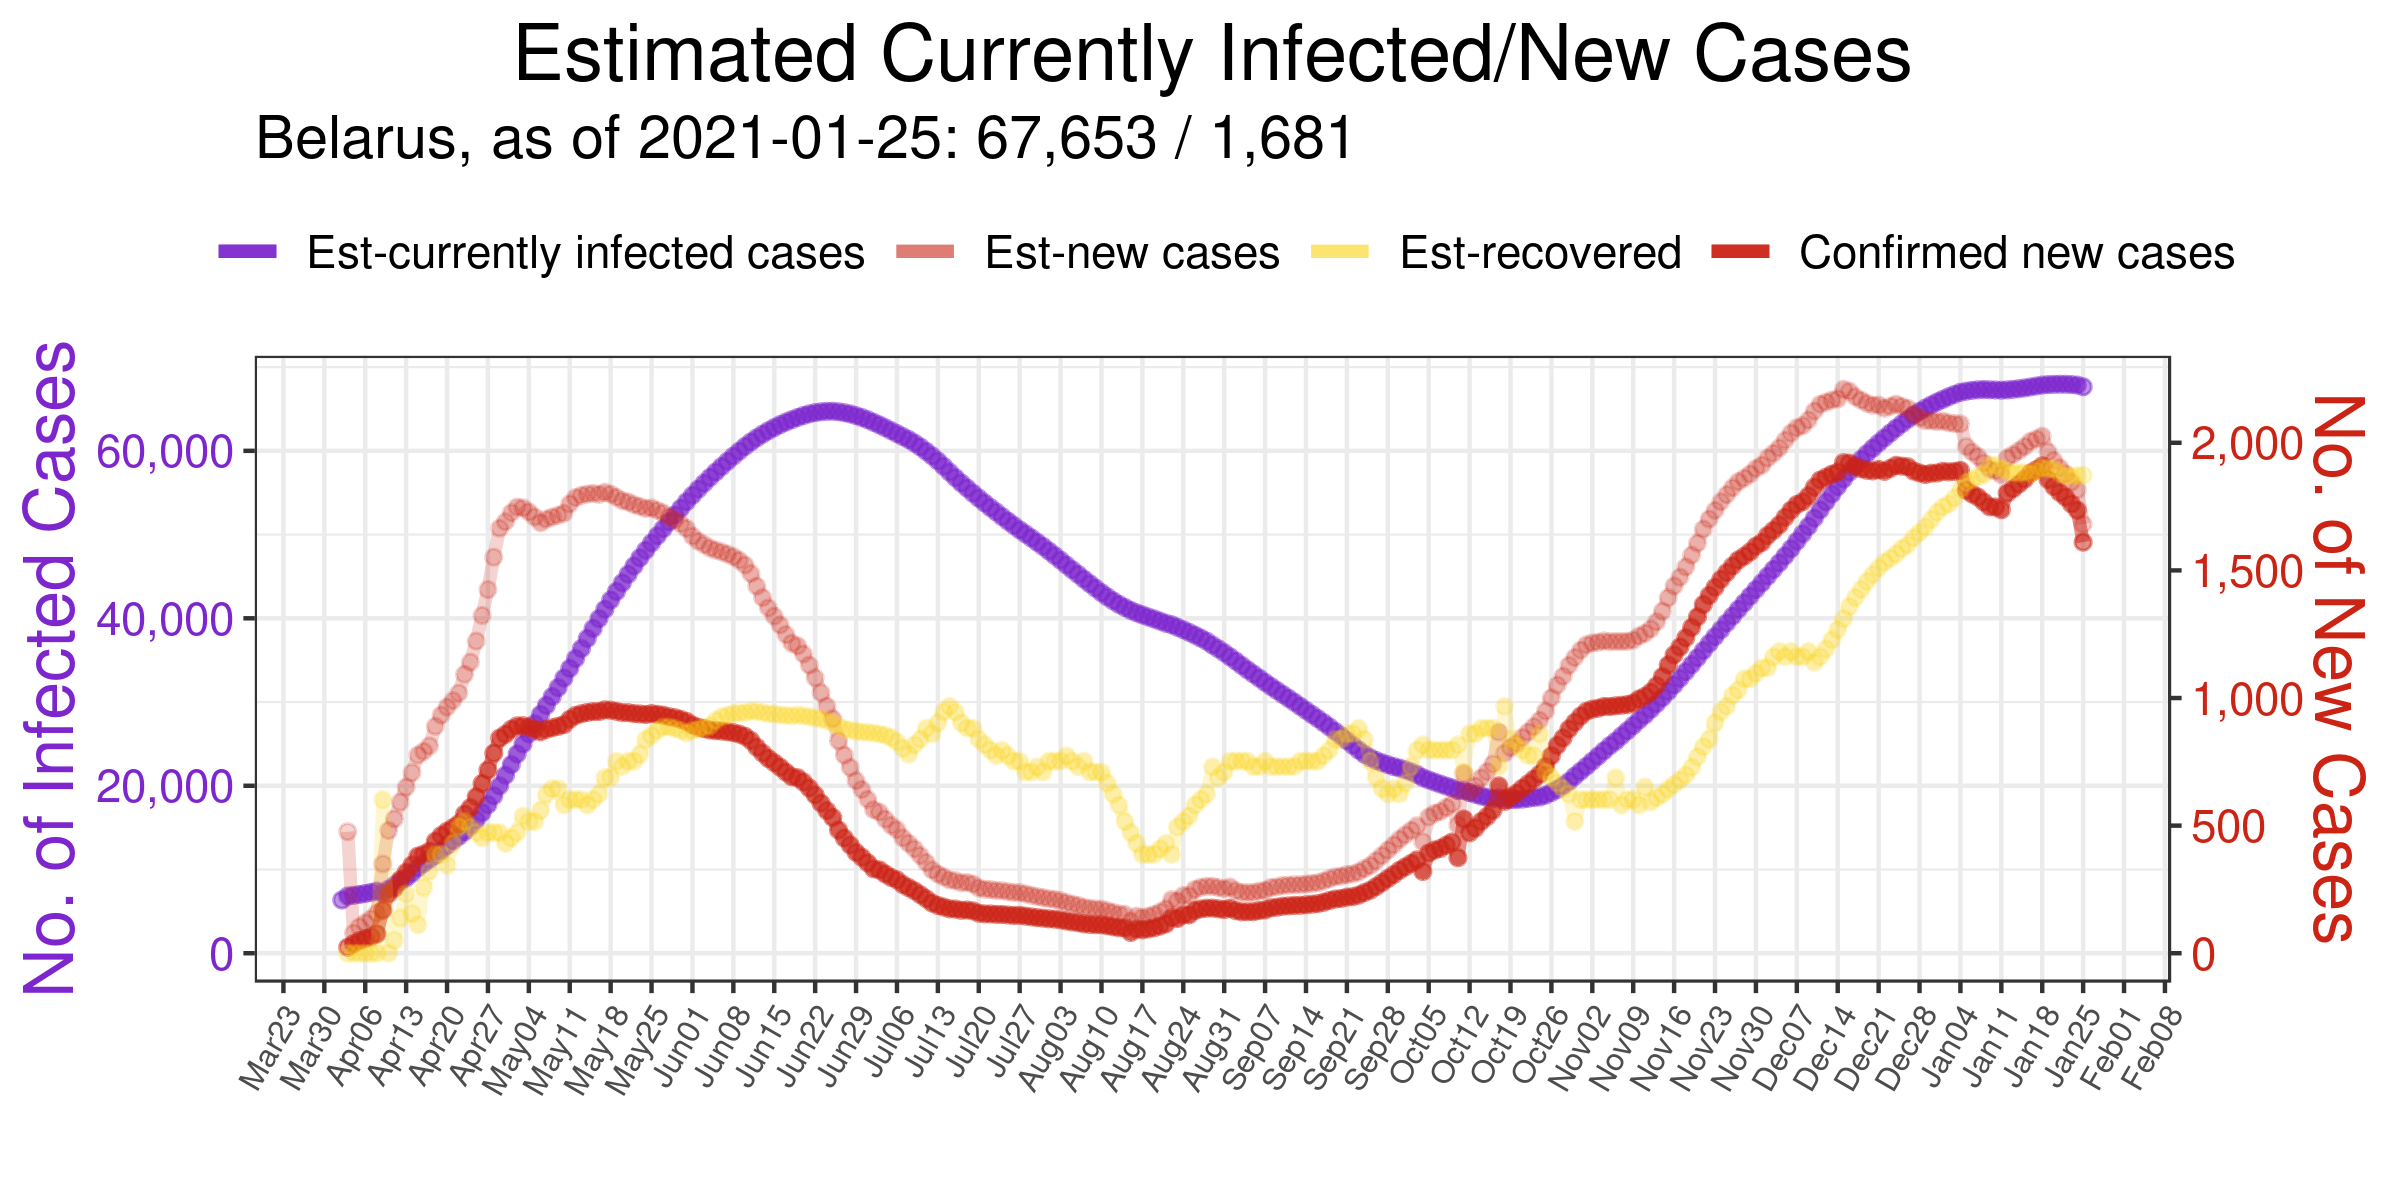 Estimated Currently Infected/New Cases
Belarus, as of 2021-01-25: 67,653 / 1,681
Est-currently infected cases Est-new cases Est-recovered Confirmed new cases
No. of Infected Cases
60,000
40,000
20,000
0
2,000
1,500
1,000
500
0
No. of New Cases
Mar23 Mar30 Apr06 Apr13 Apr20 Apr27 May04 May11 May18 May25 Jun01 Jun08 Jun15 Jun22 Jun29 Jul06 Jul13 Jul20 Jul27 Aug03 Aug10 Aug17 Aug24 Aug31 Sep07 Sep14 Sep21 Sep28 Oct05 Oct12 Oct19 Oct26 Nov02 Nov09 Nov16 Nov23 Nov30 Dec07 Dec14 Dec21 Dec28 Jan04 Jan11 Jan18 Jan25 Feb01 Feb08